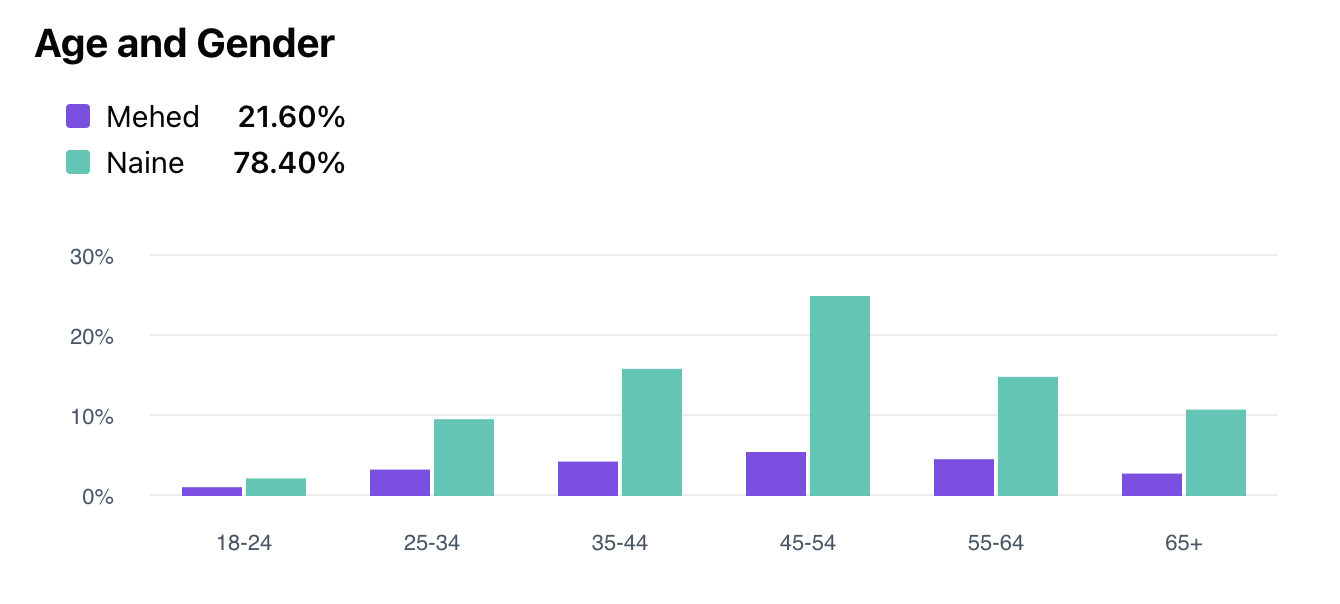 Age and Gender
Mehed 21.60%
Naine 78.40%
30%
20%
10%
0%
18-24 25-34 35-44 45-54 55-64 65+